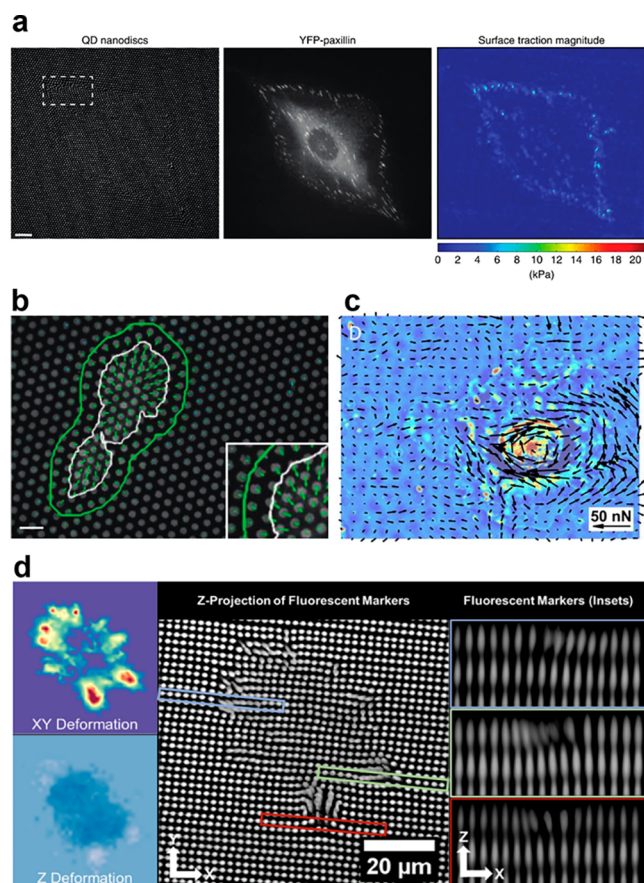 a
QD nanodiscs
YFP-paxillin
Surface traction magnitude
0 2 4 6 8 10 12 14 16 18 20
(kPa)
b
c
D
50 nN
d
XY Deformation
Z Deformation
Z-Projection of Fluorescent Markers
Y
X
20 µm
Fluorescent Markers (Insets)
Z
X